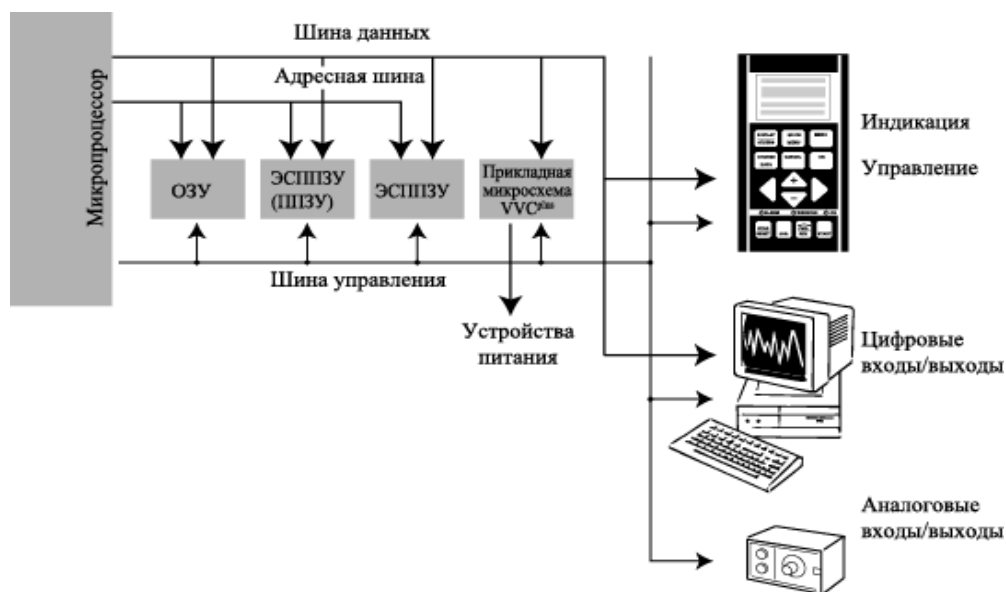 Микропроцессор
Шина данных
Адресная шина
ОЗУ
ЭСППЗУ
(ППЗУ)
ЭСППЗУ
Прикладная
микросхема
VVCplus
Шина управления
Устройства
питания
Индикация
Управление
Цифровые
входы/выходы
Аналоговые
входы/выходы